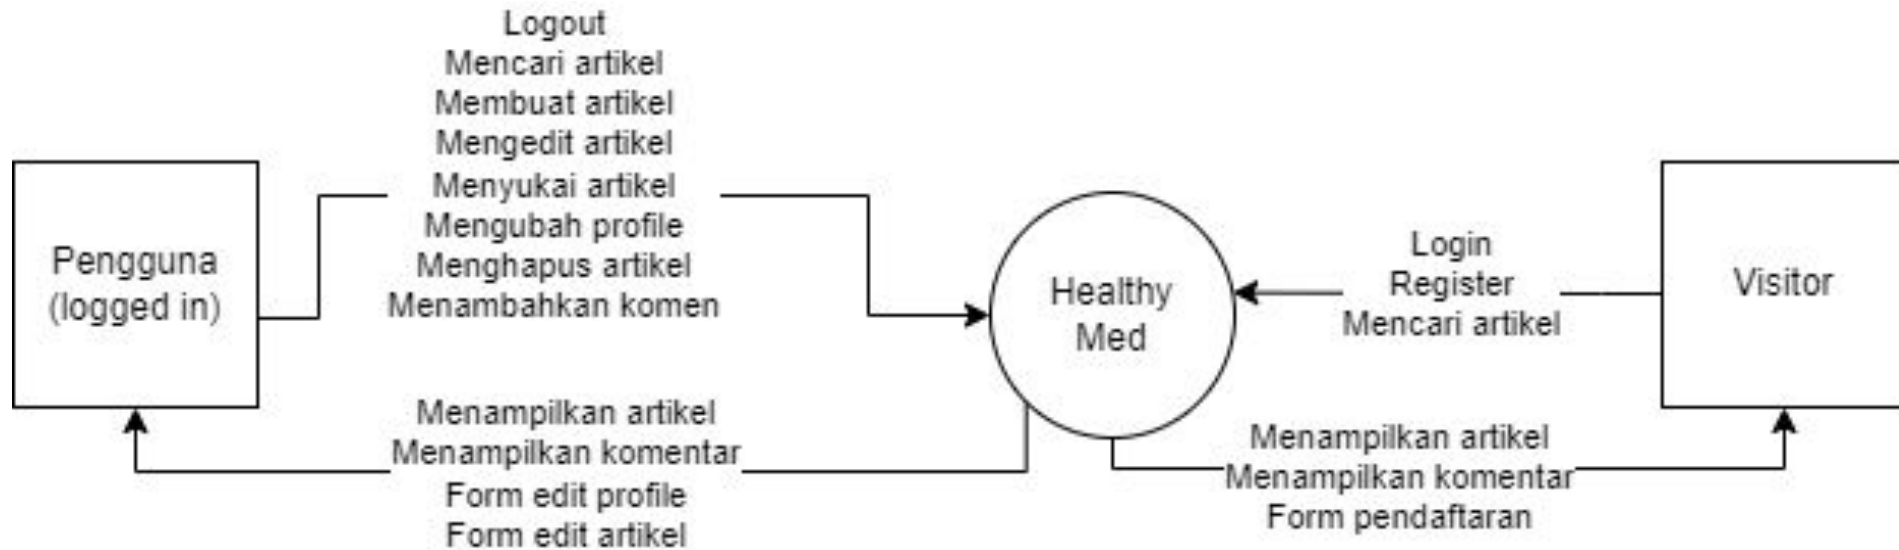 Logout
Mencari artikel
Membuat artikel
Mengedit artikel
Menyukai artikel
Mengubah profile
Menghapus artikel
Menambahkan komen
Pengguna
(logged in)
Healthy
Med
Login
Register
Mencari artikel
Visitor
Menampilkan artikel
Menampilkan komentar
Form edit profile
Form edit artikel
Menampilkan artikel
Menampilkan komentar
Form pendaftaran